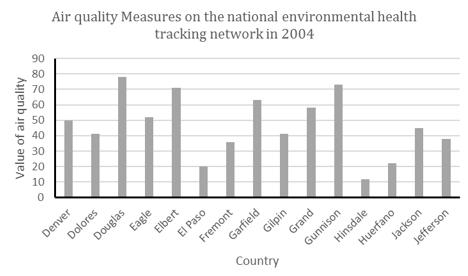 Air quality Measures on the national environmental health
tracking network in 2004
Value of air quality
90
80
70
60
50
40
30
20
10
0
Denver
Dolores
Douglas
Eagle
Elbert
El Paso
Fremont
Garfield
Gilpin
Grand
Gunnison
Hinsdale
Huerfano
Jackson
Jefferson
Country